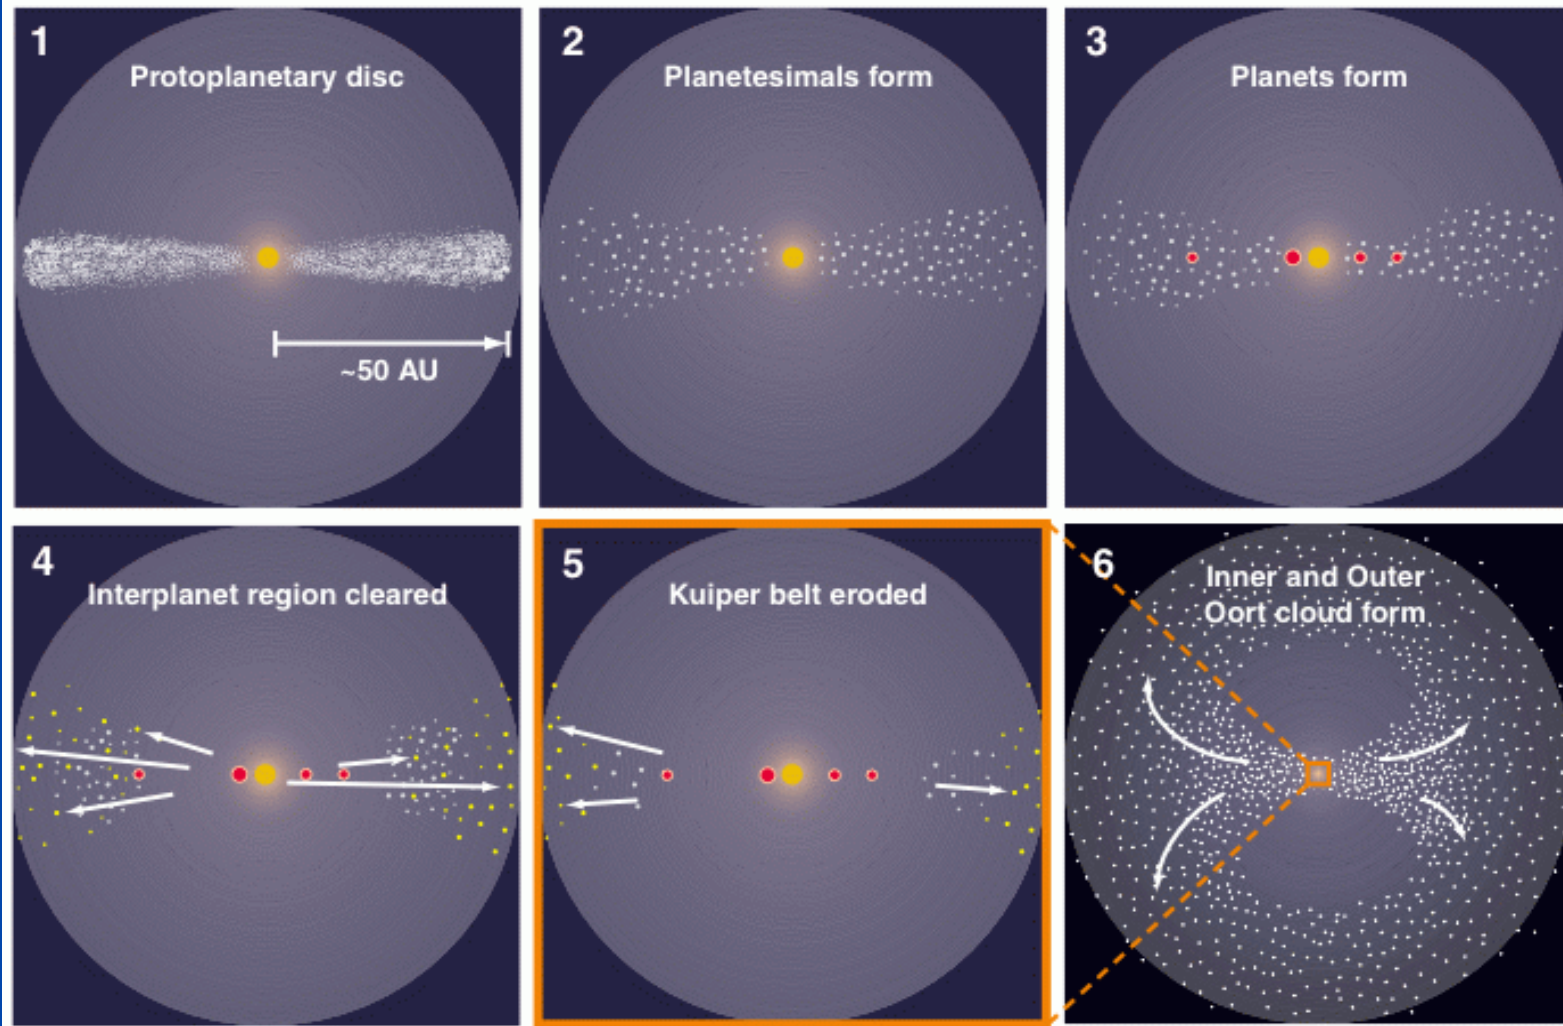 1
Protoplanetary disc
~50 AU
2
Planetesimals form
3
Planets form
4
Interplanet region cleared
5
Kuiper belt eroded
6
Inner and Outer
Oort cloud form